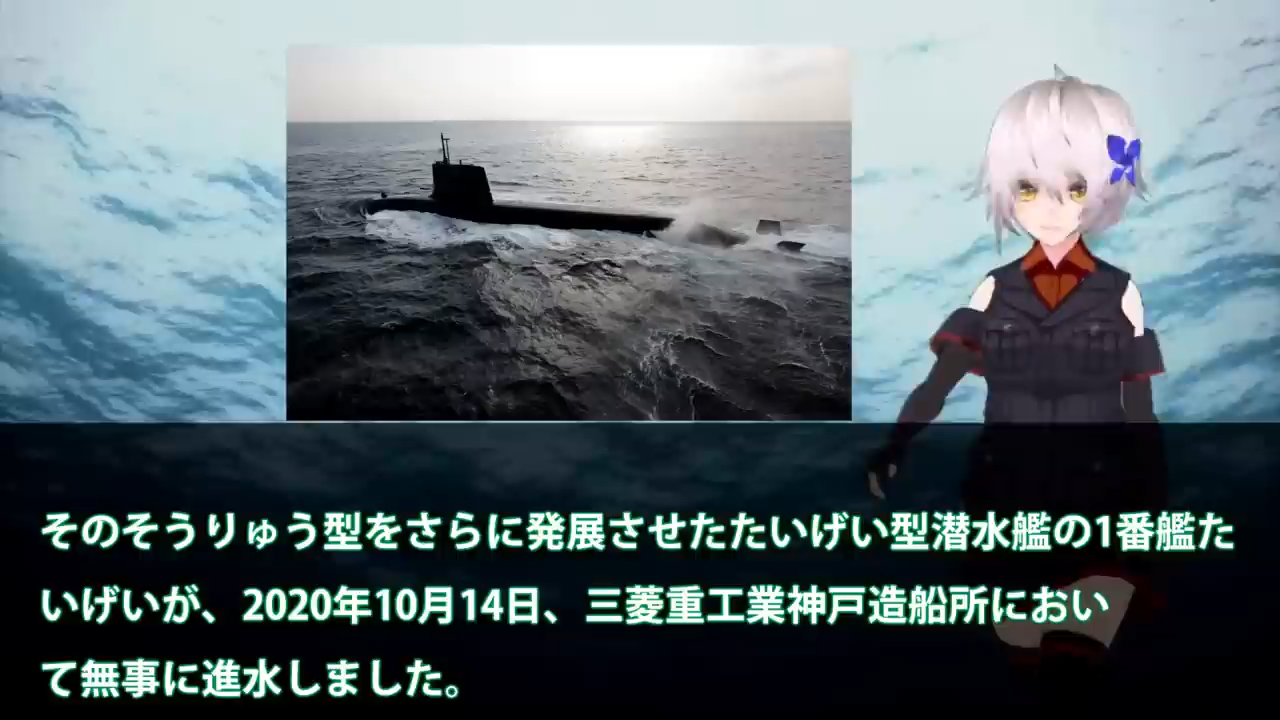 そのそうりゅう型をさらに発展させたたいげい型潜水艦の1番艦た
いげいが、2020年10月14日、三菱重工業神戸造船所におい
て無事に進水しました。